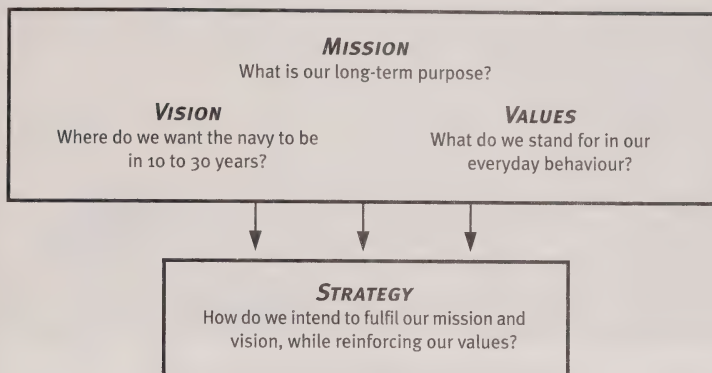 MISSION
What is our long-term purpose?
VISION
Where do we want the navy to be
in 10 to 30 years?
VALUES
What do we stand for in our
everyday behaviour?
STRATEGY
How do we intend to fulfil our mission and
vision, while reinforcing our values?